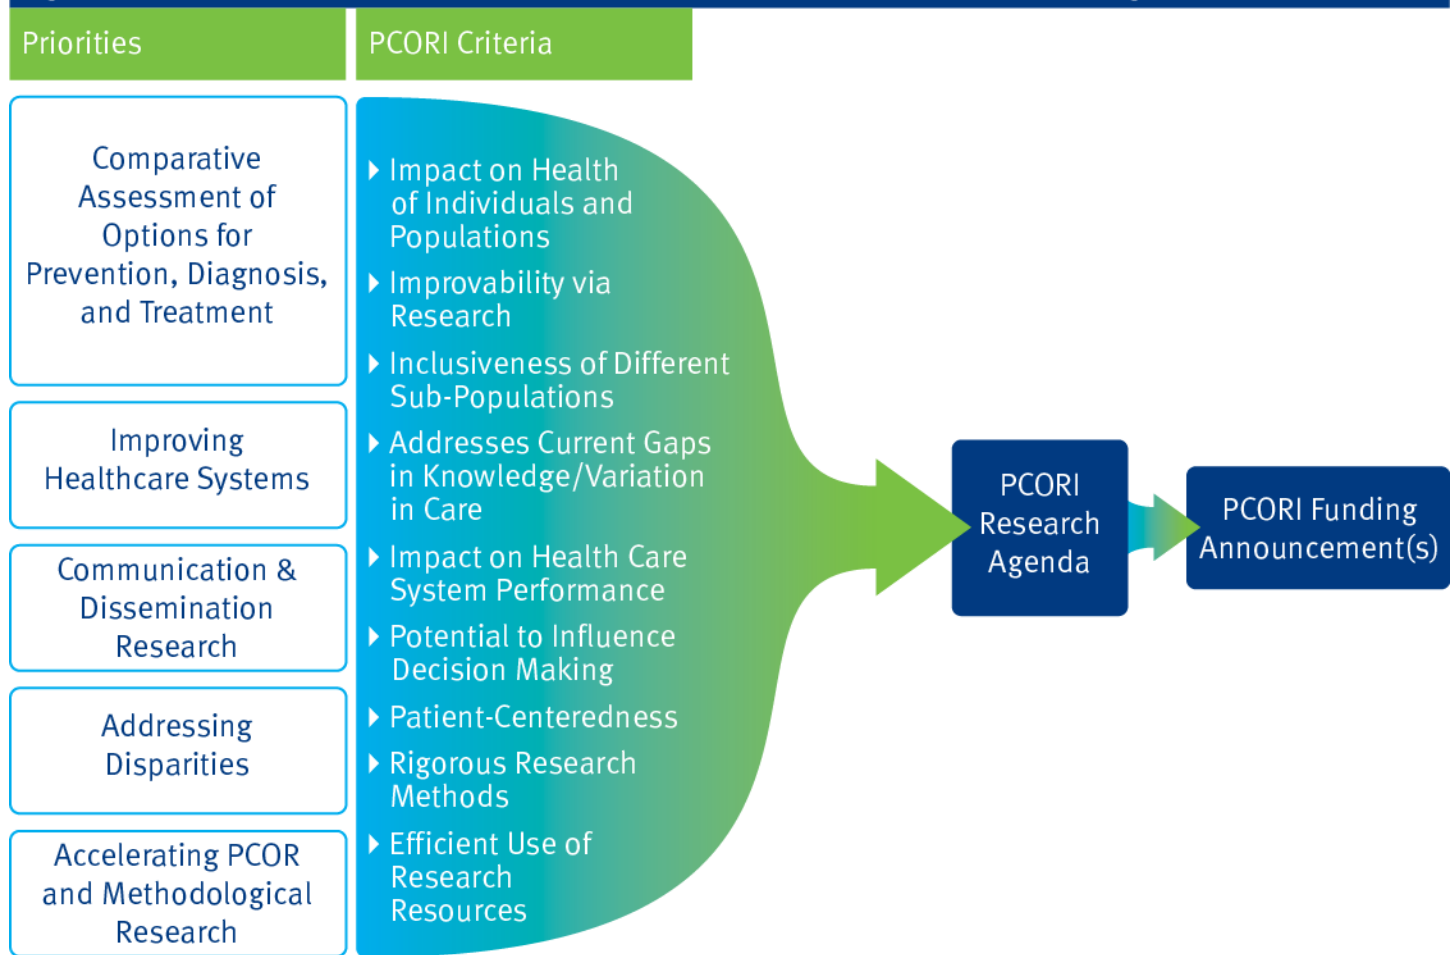 Priorities
PCORI Criteria
Comparative
Assessment of
Options for
Prevention, Diagnosis,
and Treatment
Improving
Healthcare Systems
Communication &
Dissemination
Research
Addressing
Disparities
Accelerating PCOR
and Methodological
Research
Impact on Health
of Individuals and
Populations
Improvability via
Research
Inclusiveness of Different
Sub-Populations
Addresses Current Gaps
in Knowledge/Variation
in Care
Impact on Health Care
System Performance
Potential to Influence
Decision Making
Patient-Centeredness
Rigorous Research
Methods
Efficient Use of
Research
Resources
PCORI
Research
Agenda
PCORI Funding
Announcement(s)